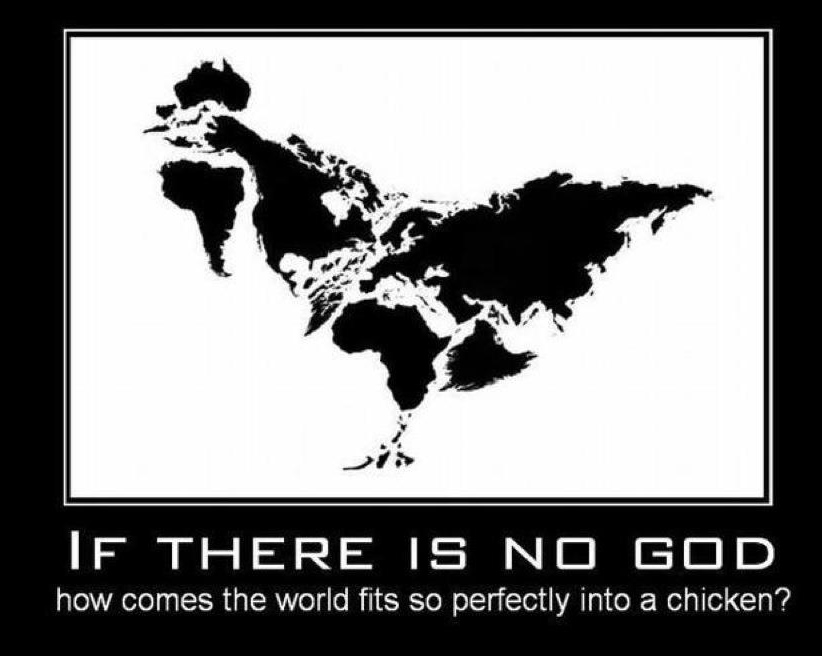 IF THERE IS NO GOD
how comes the world fits so perfectly into a chicken?